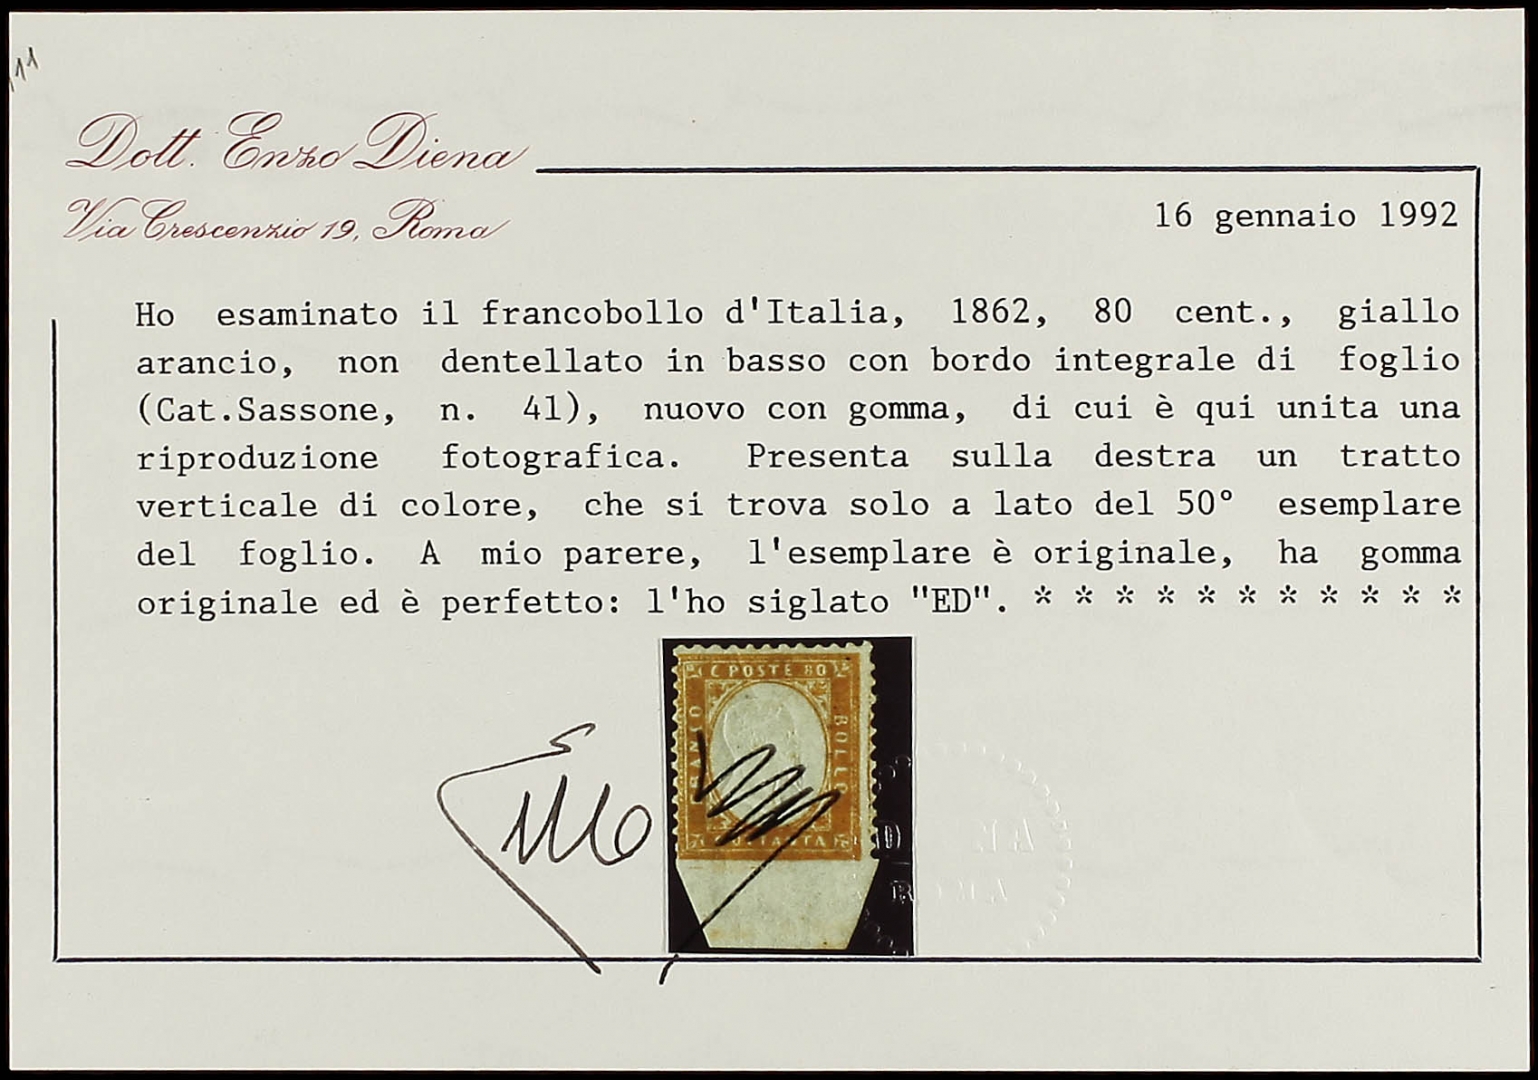 11
Dott. Enzo Diena
Via Crescenzio 19, Roma
16 gennaio 1992
Ho esaminato il francobollo d'Italia, 1862, 80 cent., giallo
arancio, non dentellato in basso con bordo integrale di foglio
(Cat.Sassone, n. 41), nuovo con gomma, di cui è qui unita una
riproduzione fotografica. Presenta sulla destra un tratto
verticale di colore, che si trova solo a lato del 50° esemplare
del foglio. A mio parere, l'esemplare è originale, ha gomma
originale ed è perfetto: l'ho siglato "ED". * * * * * * * * * * *
C POSTE 80
FRANCO
BOLLO